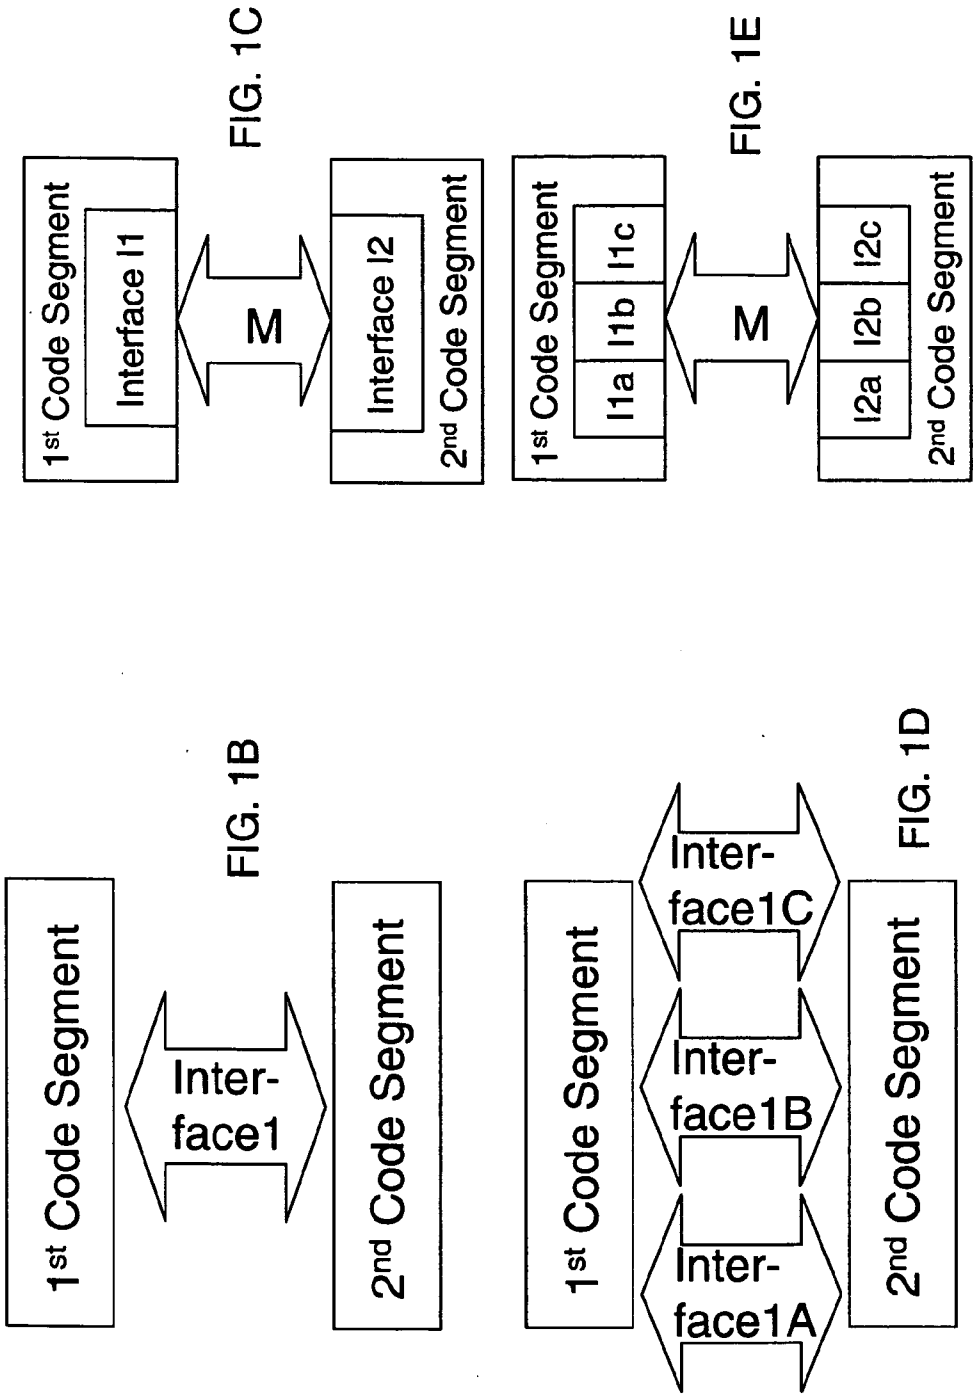 1st Code Segment
Inter-
face1
2nd Code Segment
FIG. 1B
1st Code Segment
Interface I1
M
Interface I2
2nd Code Segment
FIG. 1C
1st Code Segment
Inter-
face1A
Inter-
face1B
Inter-
face1C
2nd Code Segment
FIG. 1D
1st Code Segment
I1a I1b I1c
M
I2a I2b I2c
2nd Code Segment
FIG. 1E